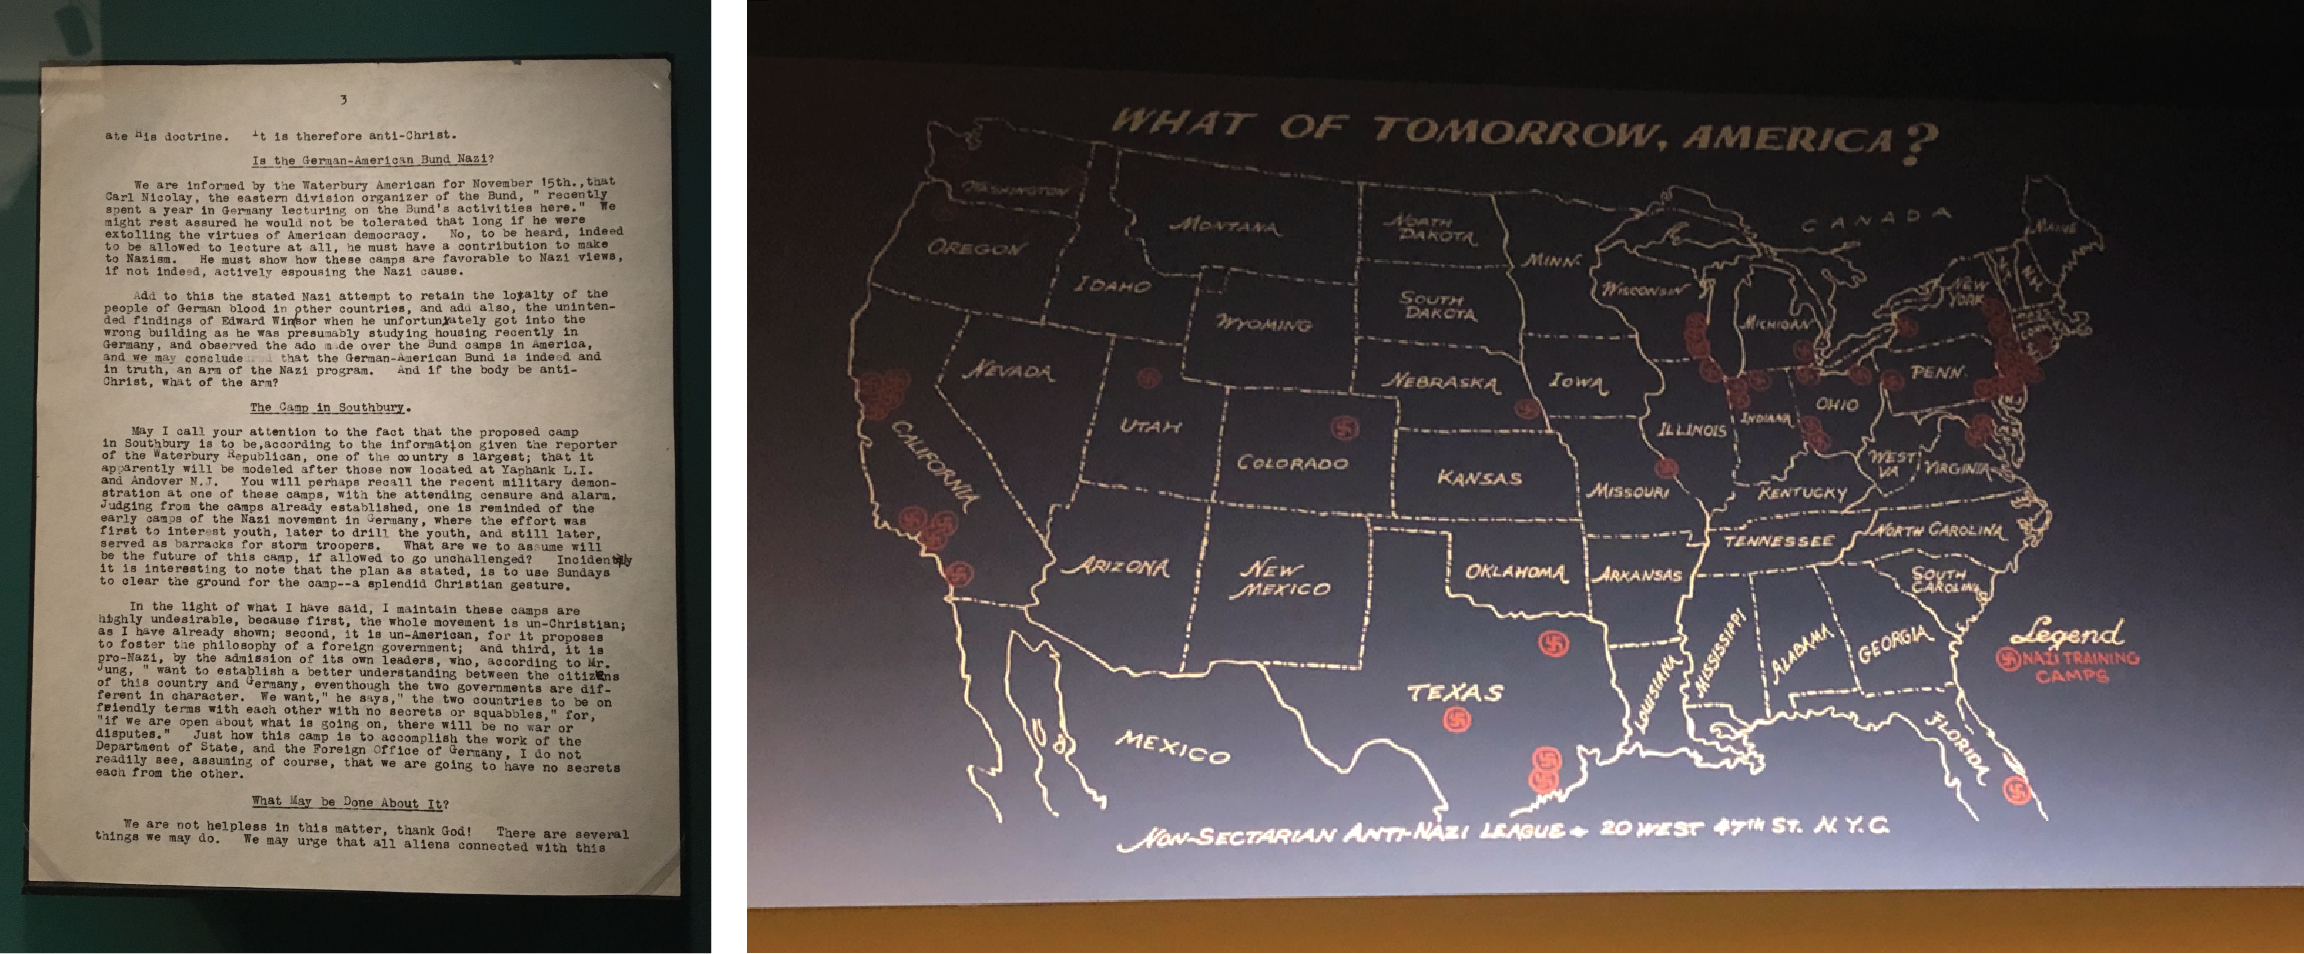 3
ate His doctrine. It is therefore anti-Christ.
Is the German-American Bund Nazi?
We are informed by the Waterbury American for November 15th.,that
Carl Nicolay, the eastern division organizer of the Bund, " recently
spent a year in Germany lecturing on the Bund's activities here." We
might rest assured he would not be tolerated that long if he were
extolling the virtues of American democracy. No, to be heard, indeed
to be allowed to lecture at all, he must have a contribution to make
to Nazism. He must show how these camps are favorable to Nazi views,
if not indeed, actively espousing the Nazi cause.
Add to this the stated Nazi attempt to retain the loyalty of the
people of German blood in other countries, and add also, the uninten-
ded findings of Edward Winsor when he unfortunately got into the
wrong building as he was presumably studying housing recently in
Germany, and observed the ado made over the Bund camps in America,
and we may conclude that the German-American Bund is indeed and
in truth, an arm of the Nazi program. And if the body be anti-
Christ, what of the arm?
The Camp in Southbury.
May I call your attention to the fact that the proposed camp
in Southbury is to be,according to the information given the reporter
of the Waterbury Republican, one of the country s largest; that it
apparently will be modeled after those now located at Yaphank L.I.
and Andover N.J. You will perhaps recall the recent military demon-
stration at one of these camps, with the attending censure and alarm.
Judging from the camps already established, one is reminded of the
early camps of the Nazi movement in Germany, where the effort was
first to interest youth, later to drill the youth, and still later,
served as barracks for storm troopers. What are we to assume will
be the future of this camp, if allowed to go unchallenged? Incidently
it is interesting to note that the plan as stated, is to use Sundays
to clear the ground for the camp--a splendid Christian gesture.
In the light of what I have said, I maintain these camps are
highly undesirable, because first, the whole movement is un-Christian;
as I have already shown; second, it is un-American, for it proposes
to foster the philosophy of a foreign government; and third, it is
pro-Nazi, by the admission of its own leaders, who, according to Mr.
Jung, " want to establish a better understanding between the citizens
of this country and Germany, eventhough the two governments are dif-
ferent in character. We want," he says," the two countries to be on
friendly terms with each other with no secrets or squabbles," for,
"if we are open about what is going on, there will be no war or
disputes." Just how this camp is to accomplish the work of the
Department of State, and the Foreign Office of Germany, I do not
readily see, assuming of course, that we are going to have no secrets
each from the other.
What May be Done About It?
We are not helpless in this matter, thank God! There are several
things we may do. We may urge that all aliens connected with this
WHAT OF TOMORROW, AMERICA?
CANADA
WASHINGTON
MONTANA
NORTH DAKOTA
MINN.
MAINE
OREGON
IDAHO
WISCONSIN
VT.
N.H.
NEW YORK
SOUTH DAKOTA
WYOMING
MICHIGAN
MASS.
CONN.
NEVADA
NEBRASKA
IOWA
PENN.
N.J.
UTAH
COLORADO
ILLINOIS
INDIANA
OHIO
CALIFORNIA
KANSAS
MISSOURI
WEST VA
VIRGINIA
KENTUCKY
NORTH CAROLINA
TENNESSEE
ARIZONA
NEW MEXICO
OKLAHOMA
ARKANSAS
SOUTH CAROLINA
MISSISSIPPI
ALABAMA
GEORGIA
LOUISIANA
TEXAS
MEXICO
FLORIDA
Legend
NAZI TRAINING
CAMPS
NON-SECTARIAN ANTI-NAZI LEAGUE + 20 WEST 47TH ST. N.Y.C.